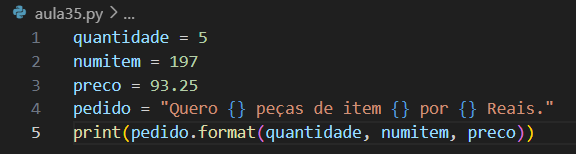 aula35.py > ...
1 quantidade = 5
2 numitem = 197
3 preco = 93.25
4 pedido = "Quero {} peças de item {} por {} Reais."
5 print(pedido.format(quantidade, numitem, preco))